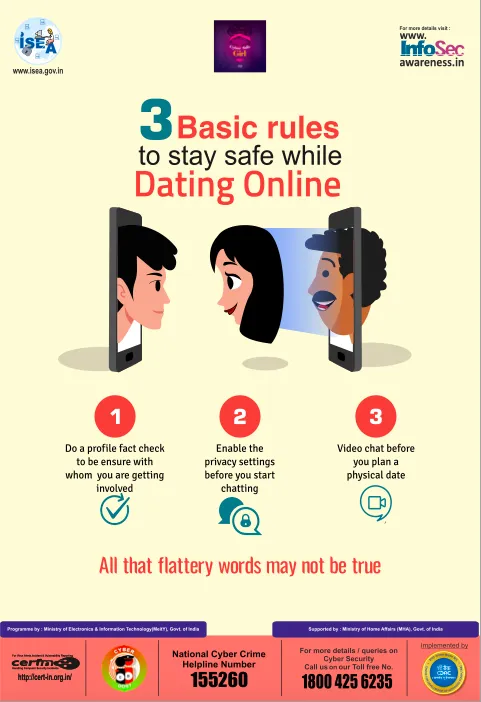 ISEA
www.isea.gov.in
Girl
For more details visit :
www.
InfoSec
awareness.in
3 Basic rules
to stay safe while
Dating Online
1
Do a profile fact check
to be ensure with
whom you are getting
involved
2
Enable the
privacy settings
before you start
chatting
3
Video chat before
you plan a
physical date
All that flattery words may not be true
Programme by : Ministry of Electronics & Information Technology(MeitY), Govt. of India
Supported by : Ministry of Home Affairs (MHA), Govt. of India
http://cert-in.org.in/
CYBER
National Cyber Crime
Helpline Number
155260
For more details / queries on
Cyber Security
Call us on our Toll free No.
1800 425 6235
Implemented by
CDAC